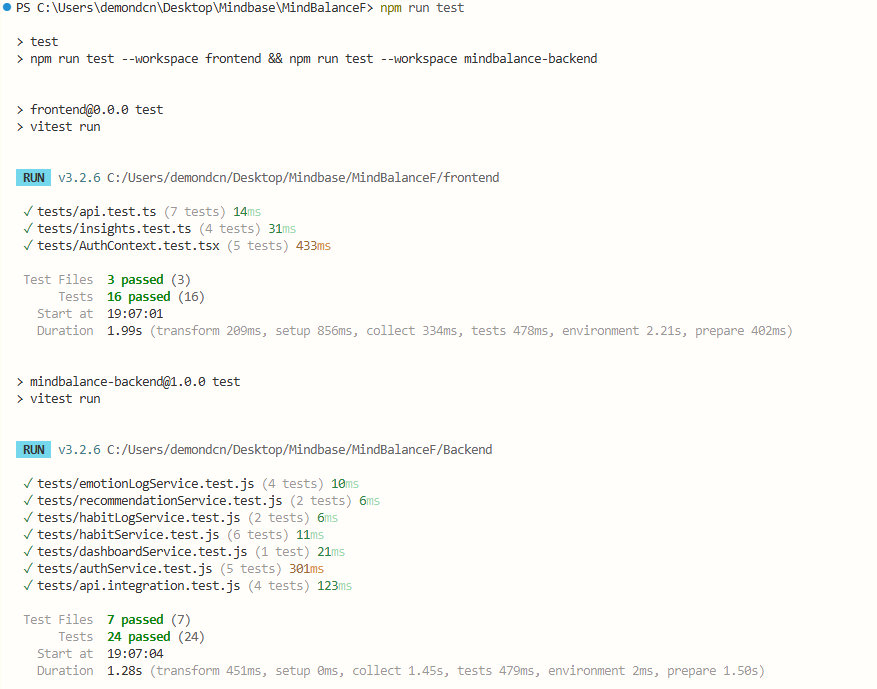 PS C:\Users\demondcn\Desktop\Mindbase\MindBalanceF> npm run test
> test
> npm run test --workspace frontend && npm run test --workspace mindbalance-backend
> frontend@0.0.0 test
> vitest run
RUN v3.2.6 C:/Users/demondcn/Desktop/Mindbase/MindBalanceF/frontend
✓ tests/api.test.ts (7 tests) 14ms
✓ tests/insights.test.ts (4 tests) 31ms
✓ tests/AuthContext.test.tsx (5 tests) 433ms
Test Files 3 passed (3)
Tests 16 passed (16)
Start at 19:07:01
Duration 1.99s (transform 209ms, setup 856ms, collect 334ms, tests 478ms, environment 2.21s, prepare 402ms)
> mindbalance-backend@1.0.0 test
> vitest run
RUN v3.2.6 C:/Users/demondcn/Desktop/Mindbase/MindBalanceF/Backend
✓ tests/emotionLogService.test.js (4 tests) 10ms
✓ tests/recommendationService.test.js (2 tests) 6ms
✓ tests/habitLogService.test.js (2 tests) 6ms
✓ tests/habitService.test.js (6 tests) 11ms
✓ tests/dashboardService.test.js (1 test) 21ms
✓ tests/authService.test.js (5 tests) 301ms
✓ tests/api.integration.test.js (4 tests) 123ms
Test Files 7 passed (7)
Tests 24 passed (24)
Start at 19:07:04
Duration 1.28s (transform 451ms, setup 0ms, collect 1.45s, tests 479ms, environment 2ms, prepare 1.50s)